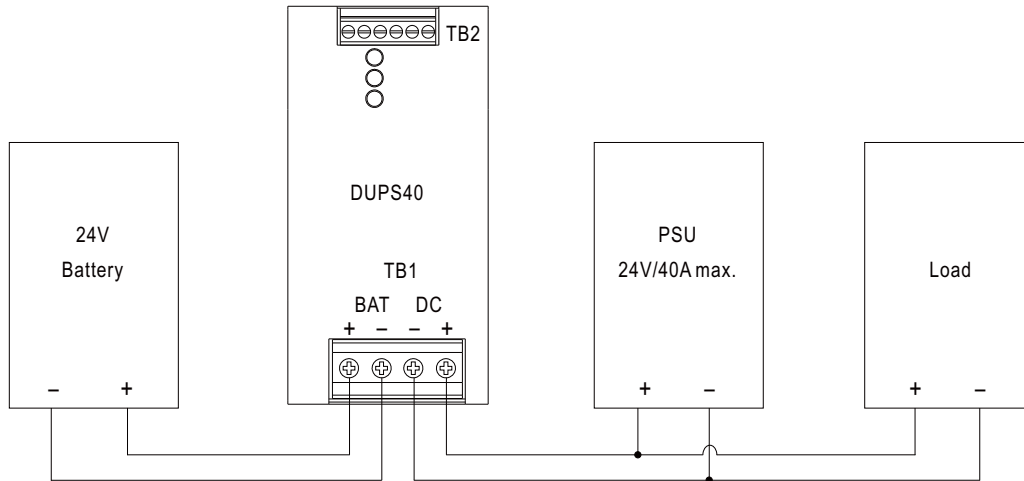 TB2
DUPS40
24V
Battery
PSU
24V/40A max.
Load
TB1
BAT DC
+ − − +
− +
+ −
+ −